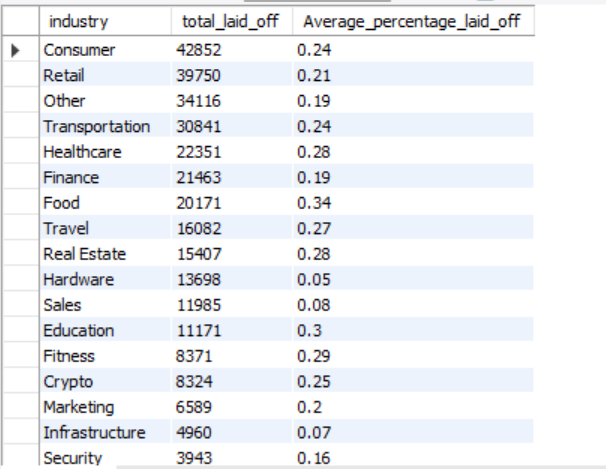 industry total_laid_off Average_percentage_laid_off
Consumer 42852 0.24
Retail 39750 0.21
Other 34116 0.19
Transportation 30841 0.24
Healthcare 22351 0.28
Finance 21463 0.19
Food 20171 0.34
Travel 16082 0.27
Real Estate 15407 0.28
Hardware 13698 0.05
Sales 11985 0.08
Education 11171 0.3
Fitness 8371 0.29
Crypto 8324 0.25
Marketing 6589 0.2
Infrastructure 4960 0.07
Security 3943 0.16